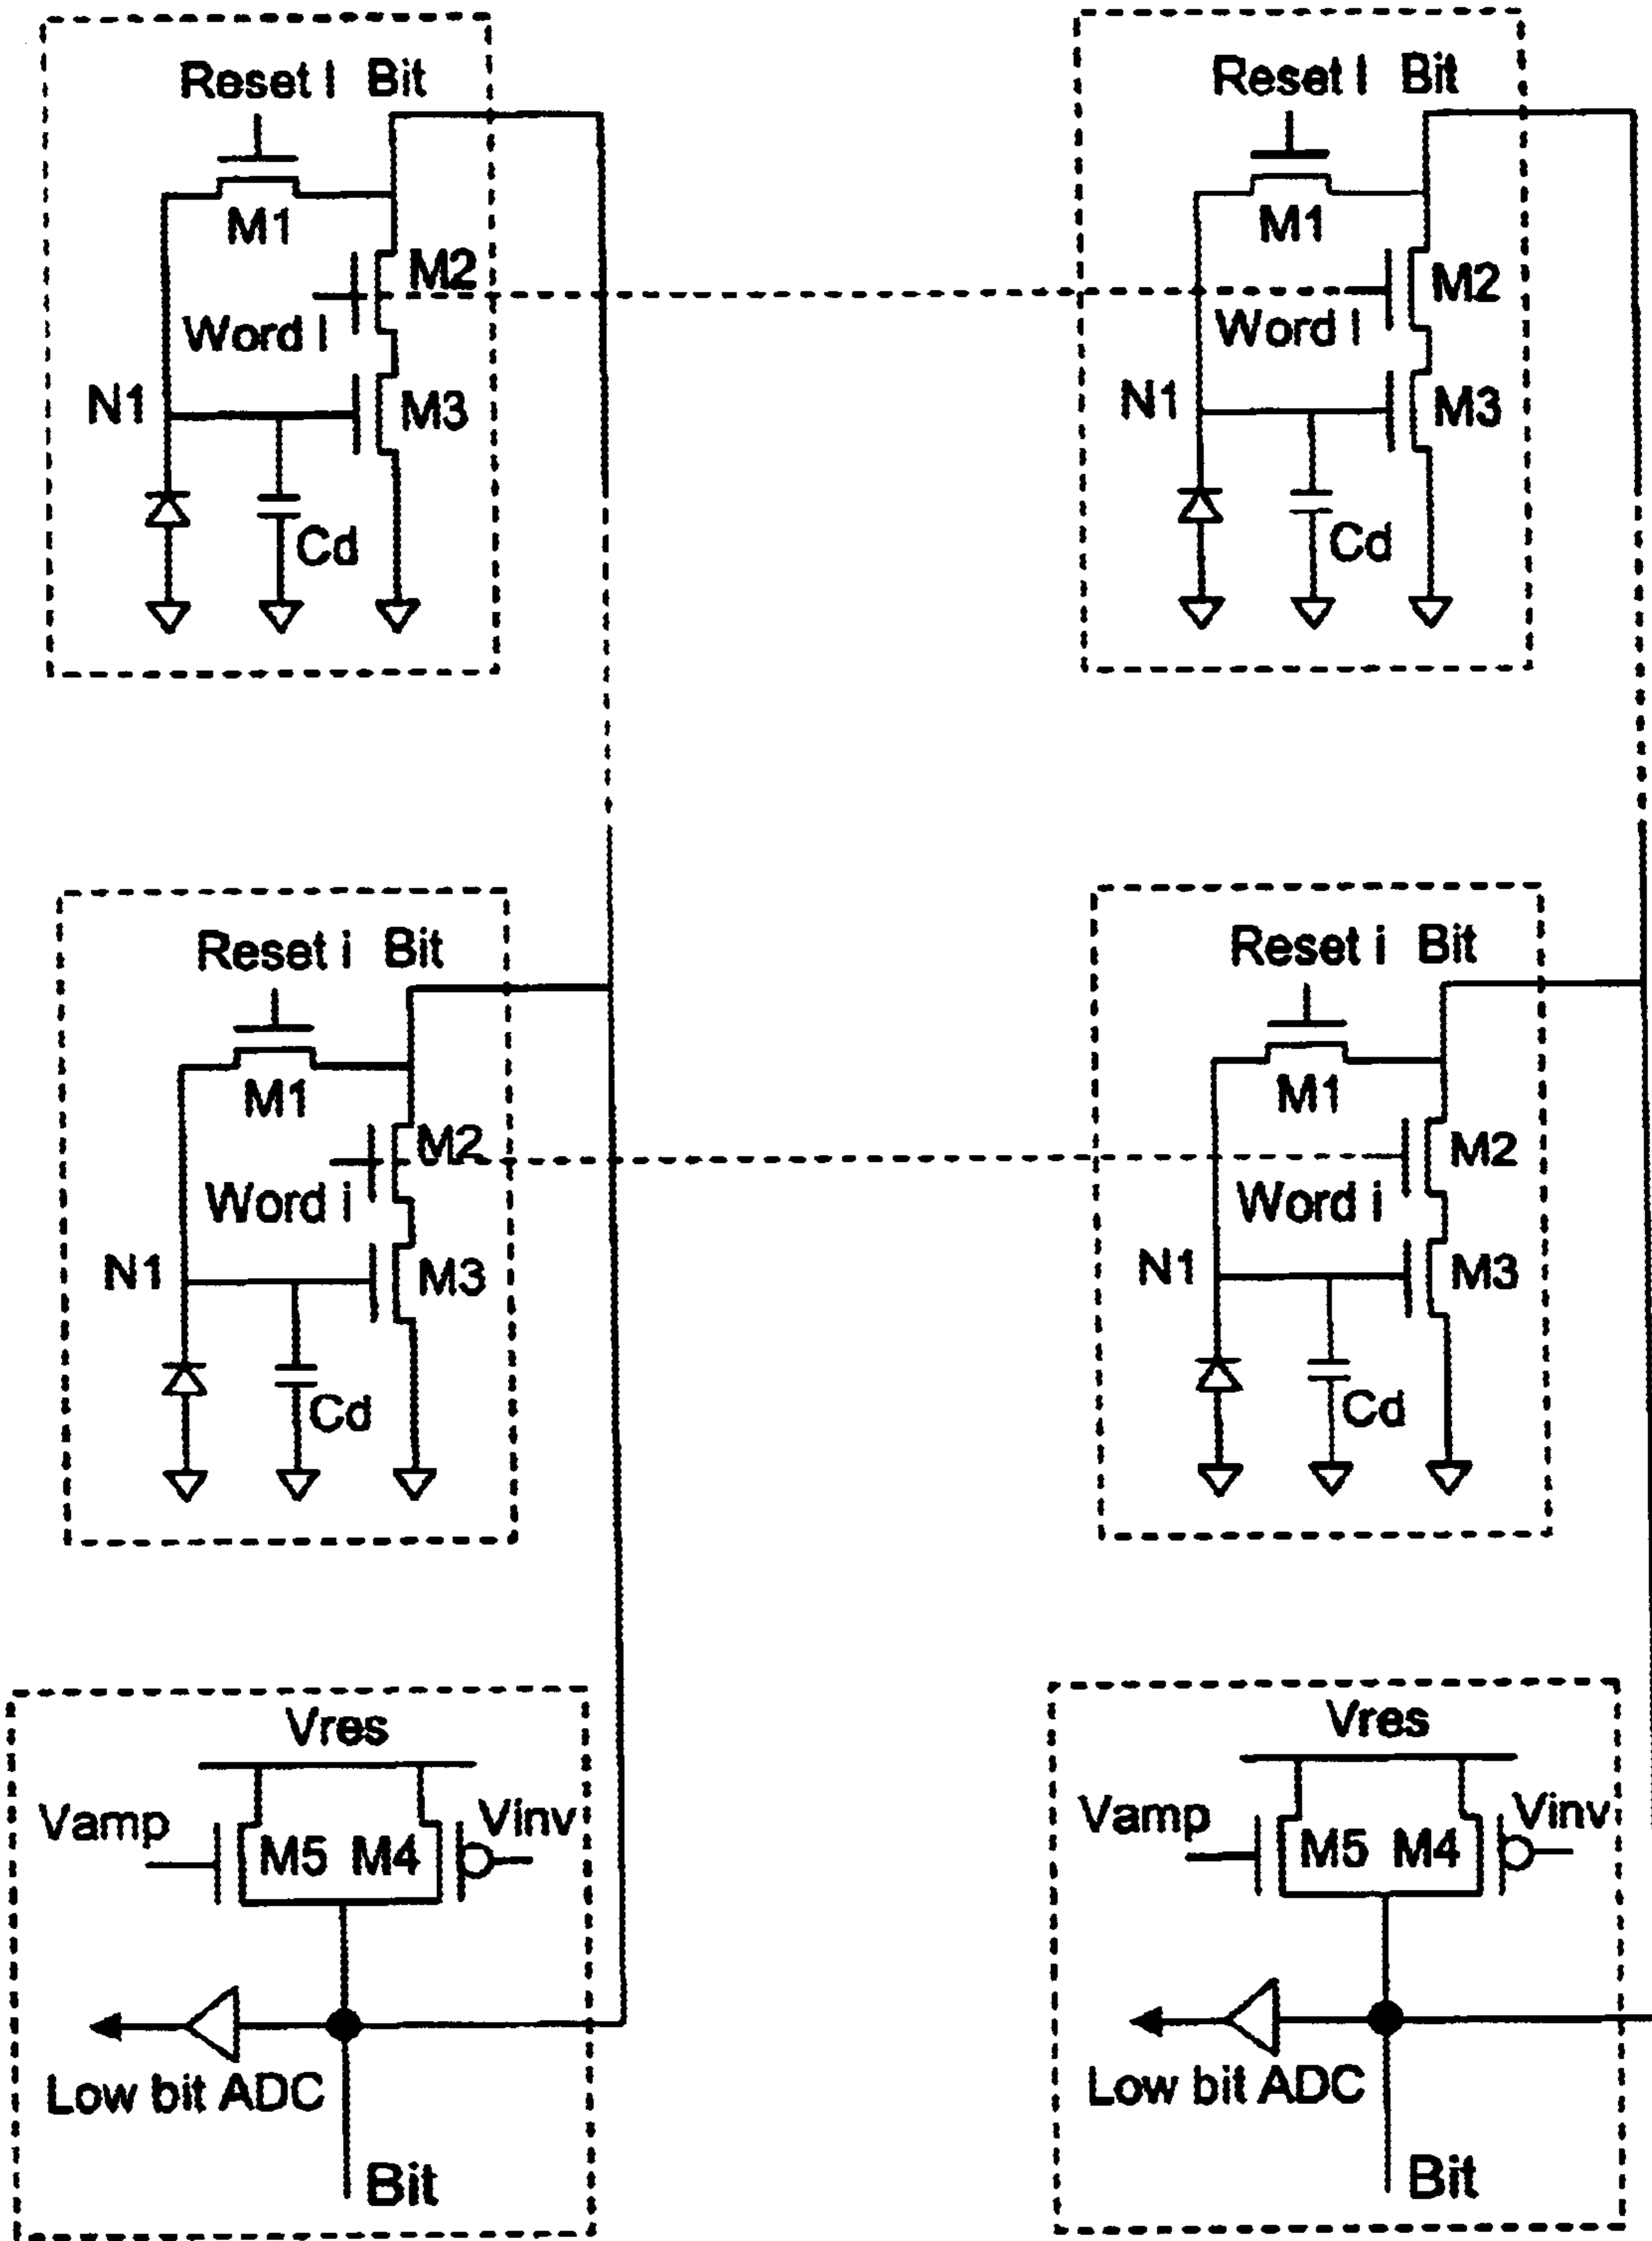 Reset I Bit
M1
M2
Word I
N1
M3
Cd
Reset I Bit
M1
M2
Word I
N1
M3
Cd
Reset i Bit
M1
M2
Word i
N1
M3
Cd
Reset i Bit
M1
M2
Word i
N1
M3
Cd
Vres
Vamp
M5 M4
Vinv
Low bit ADC
Bit
Vres
Vamp
M5 M4
Vinv
Low bit ADC
Bit